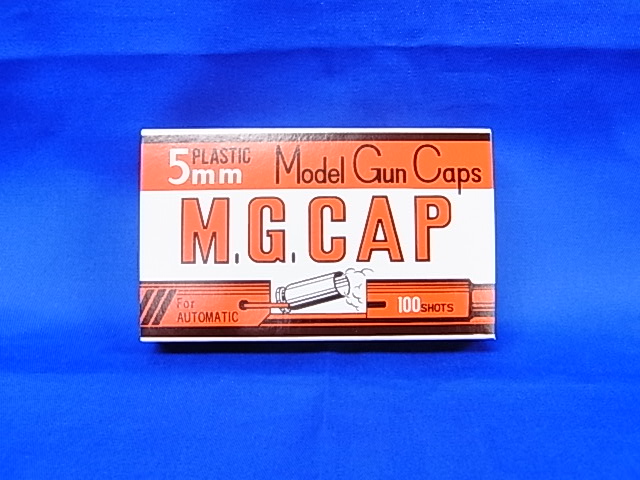 5mm PLASTIC Model Gun Caps
M.G.CAP
For
AUTOMATIC
100 SHOTS